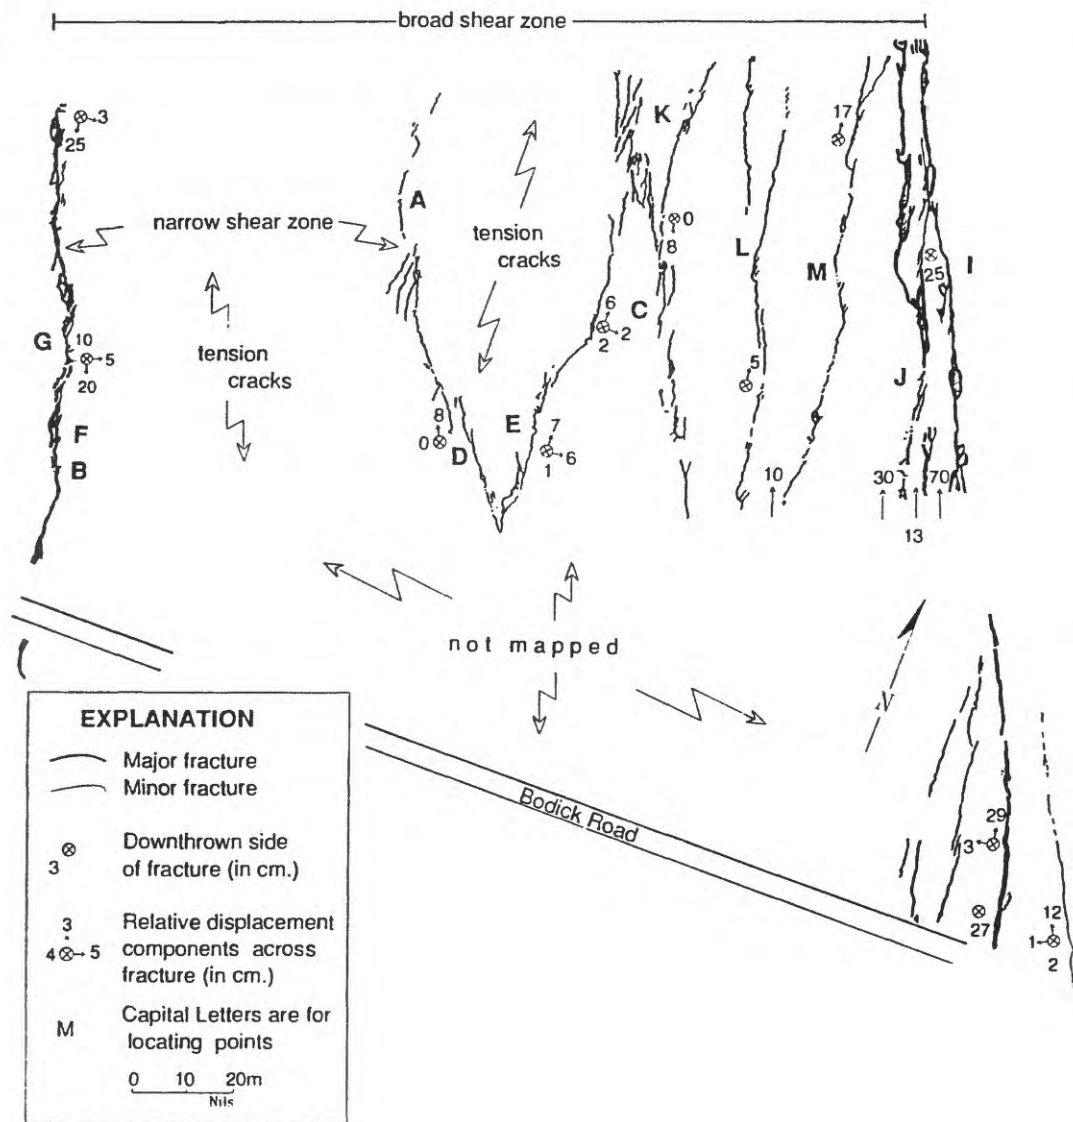 broad shear zone
3
25
17
K
A
narrow shear zone
tension
cracks
0
8
L
M
25
I
C
6
2
2
G
10
5
20
tension
cracks
5
J
F
B
8
0
D
E
7
6
1
10
30
70
13
not mapped
N
Bodick Road
29
3
27
12
1
2
EXPLANATION
Major fracture
Minor fracture
Downthrown side
3 of fracture (in cm.)
3 Relative displacement
4 5 components across
fracture (in cm.)
M Capital Letters are for
locating points
0 10 20m
Nils